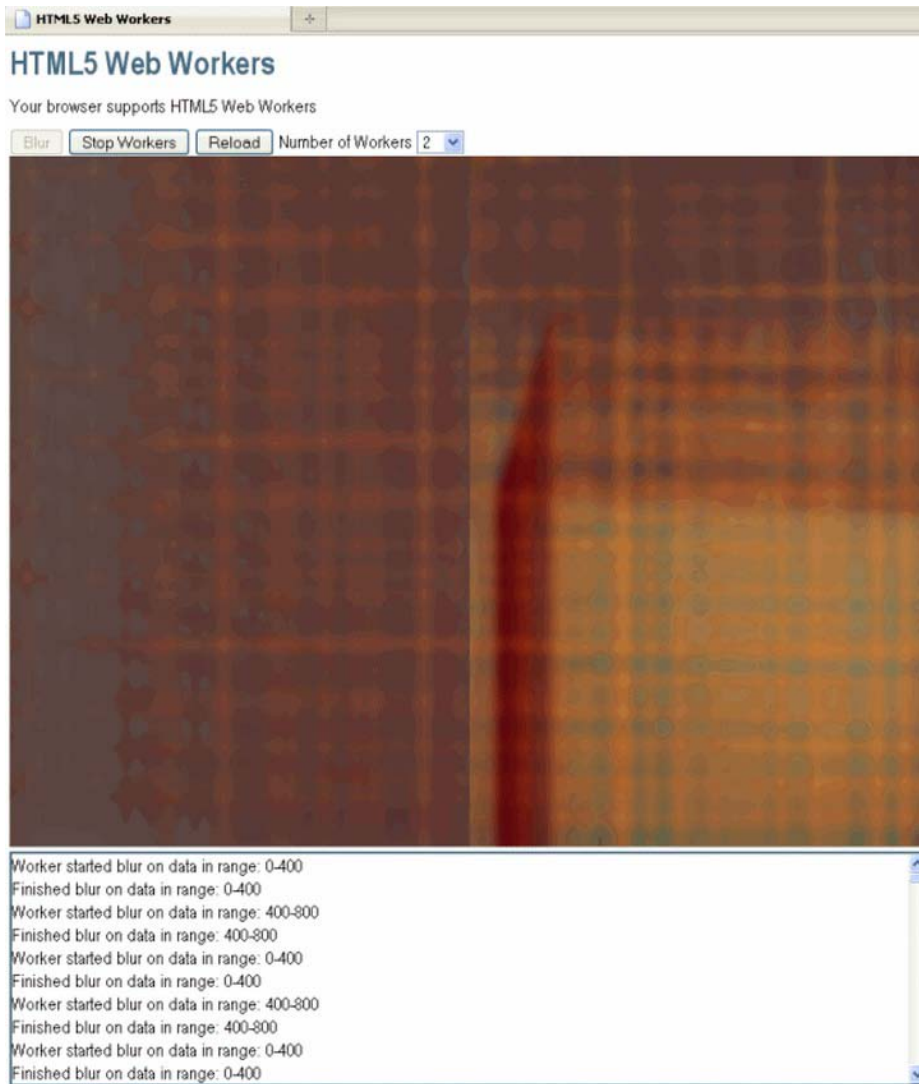 HTML5 Web Workers
HTML5 Web Workers
Your browser supports HTML5 Web Workers
Blur Stop Workers Reload Number of Workers 2
Worker started blur on data in range: 0-400
Finished blur on data in range: 0-400
Worker started blur on data in range: 400-800
Finished blur on data in range: 400-800
Worker started blur on data in range: 0-400
Finished blur on data in range: 0-400
Worker started blur on data in range: 400-800
Finished blur on data in range: 400-800
Worker started blur on data in range: 0-400
Finished blur on data in range: 0-400